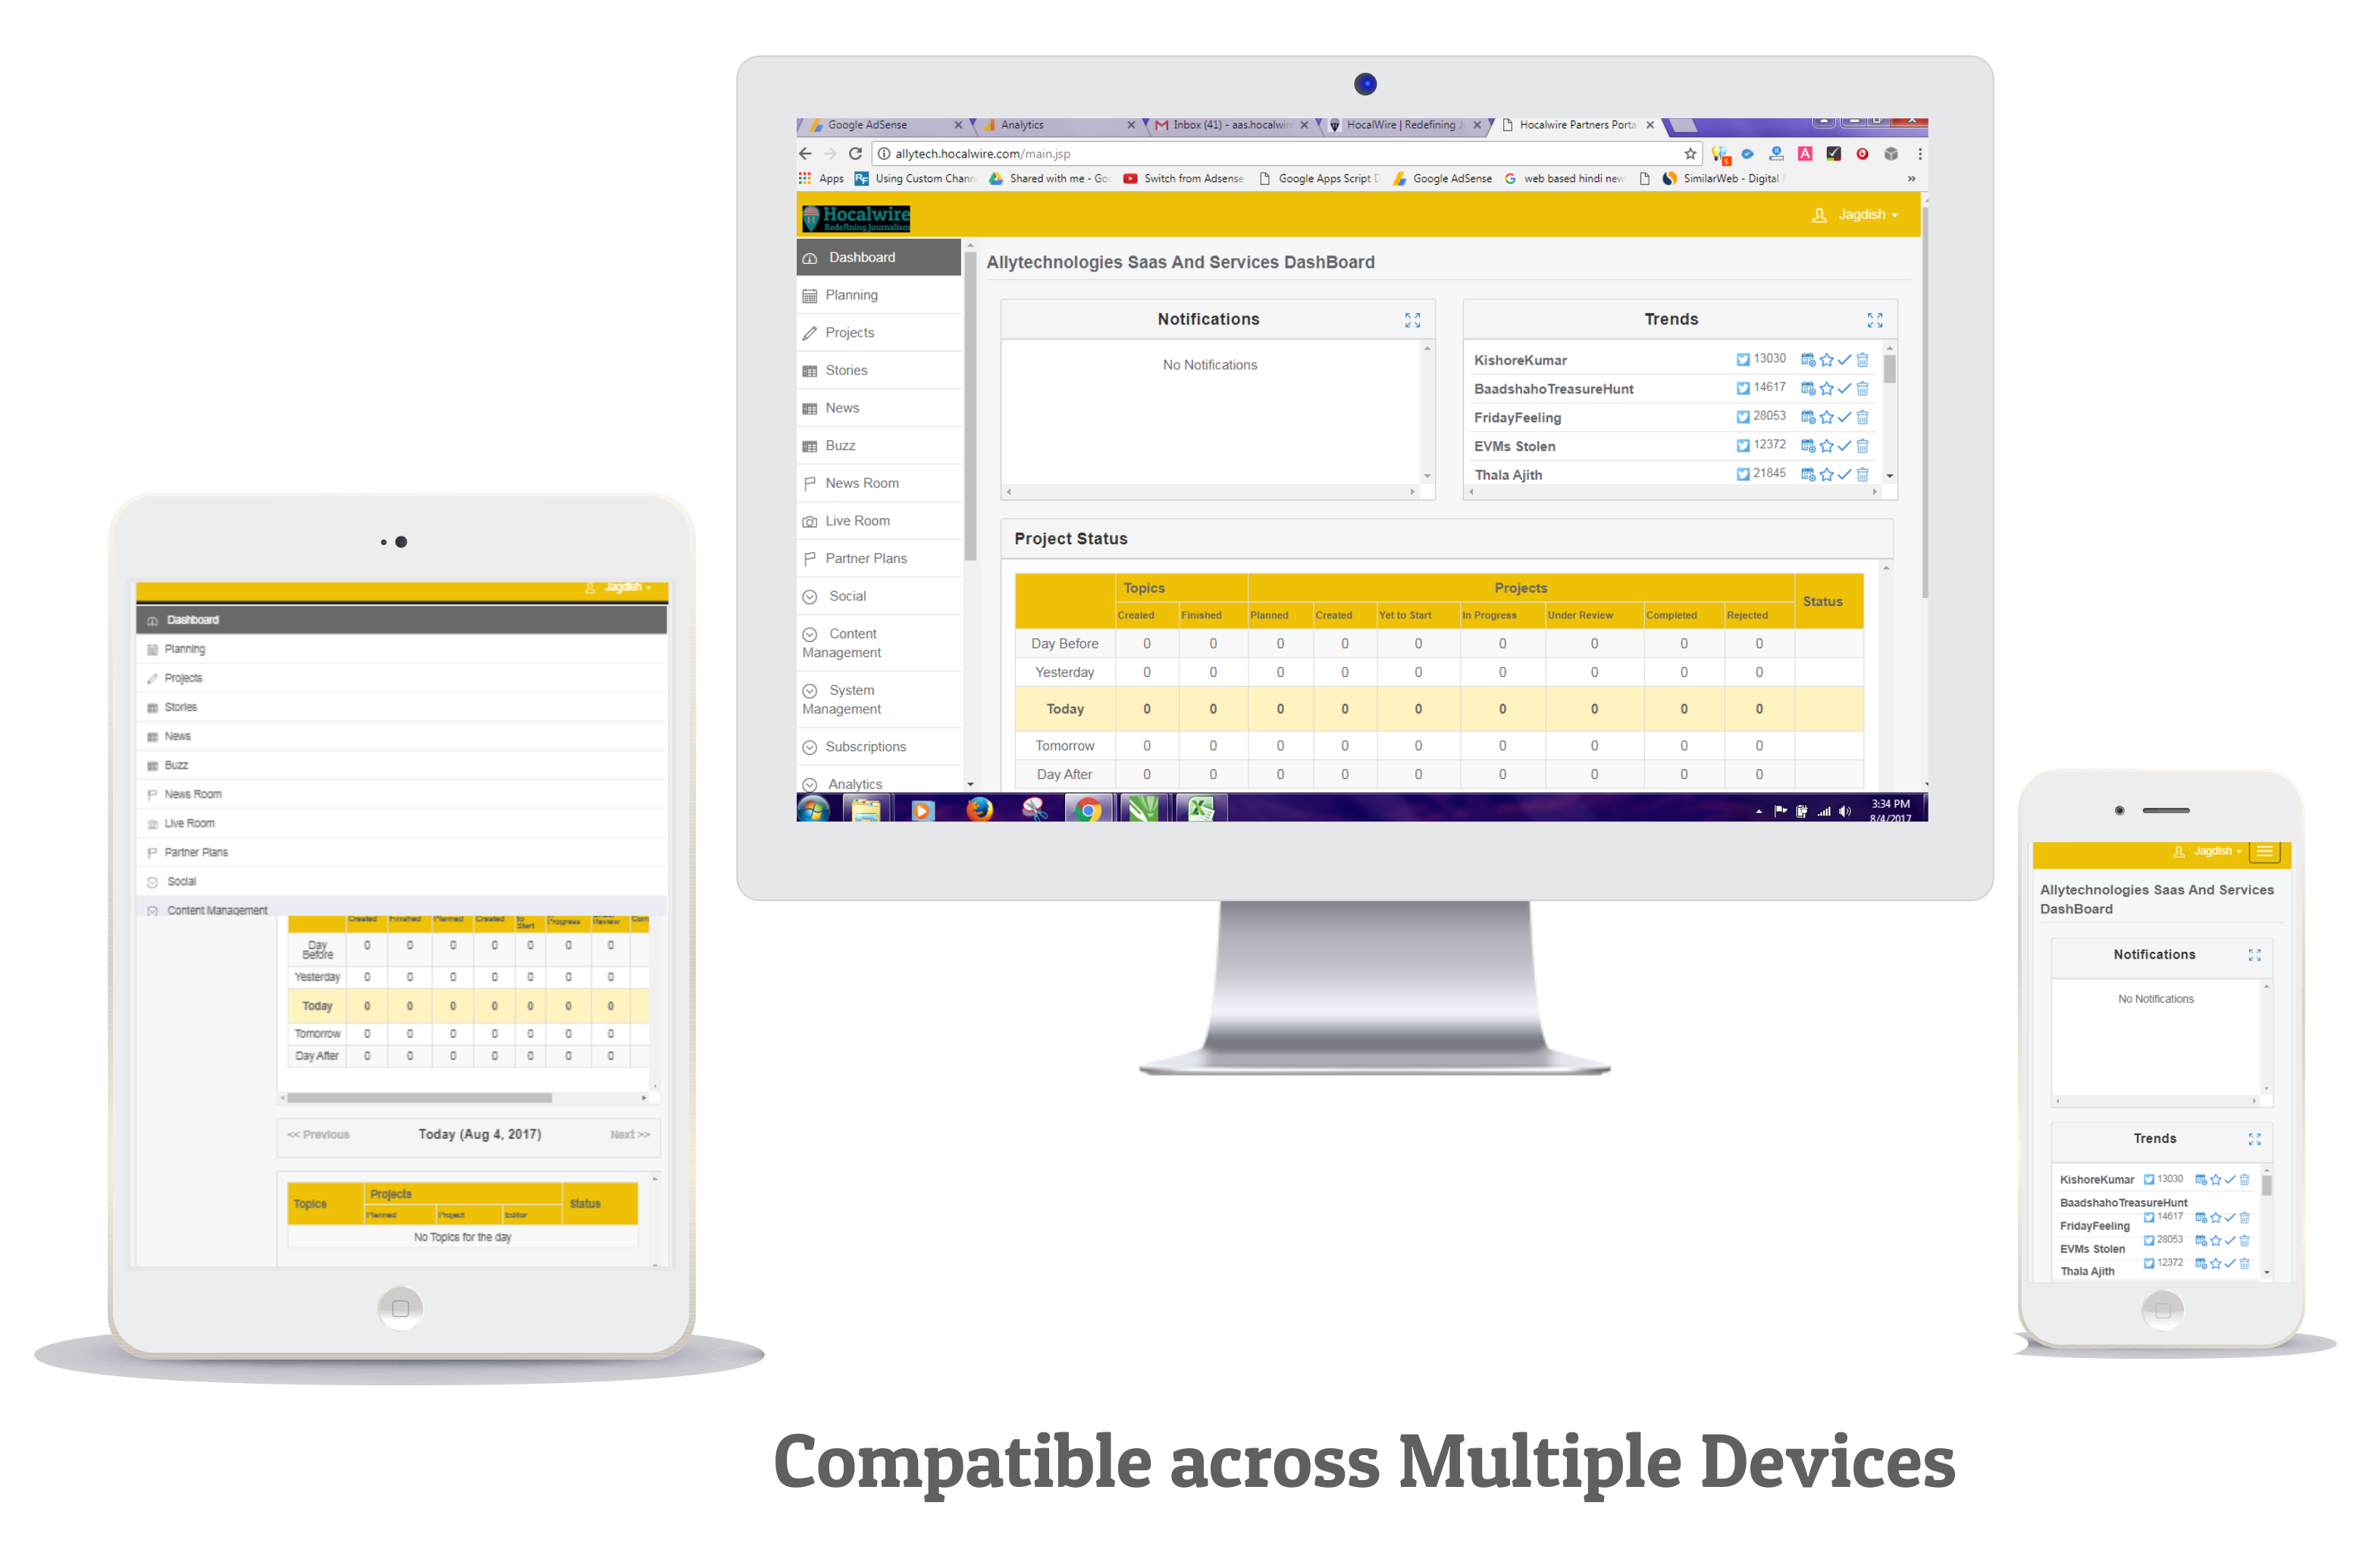 Google AdSense
Analytics
Inbox (41) - aas.hocalwir
HocalWire | Redefining J
Hocalwire Partners Porta
allytech.hocalwire.com/main.jsp
Apps
Using Custom Chann
Shared with me - Goo
Switch from Adsense
Google Apps Script D
Google AdSense
web based hindi new
SimilarWeb - Digital
»
Hocalwire
Redefining Journalism
Jagdish
Dashboard
Planning
Projects
Stories
News
Buzz
News Room
Live Room
Partner Plans
Social
Content
Management
System
Management
Subscriptions
Analytics
Allytechnologies Saas And Services DashBoard
Notifications
No Notifications
Trends
KishoreKumar 13030
BaadshahoTreasureHunt 14617
FridayFeeling 28053
EVMs Stolen 12372
Thala Ajith 21845
Project Status
Topics Projects Status
Created Finished Planned Created Yet to Start In Progress Under Review Completed Rejected
Day Before 0 0 0 0 0 0 0 0 0
Yesterday 0 0 0 0 0 0 0 0 0
Today 0 0 0 0 0 0 0 0 0
Tomorrow 0 0 0 0 0 0 0 0 0
Day After 0 0 0 0 0 0 0 0 0
3:34 PM
8/4/2017
Jagdish
Dashboard
Planning
Projects
Stories
News
Buzz
News Room
Live Room
Partner Plans
Social
Content Management
Created Finished Planned Created to Start Progress Review Com
Day
Before 0 0 0 0 0 0 0
Yesterday 0 0 0 0 0 0 0
Today 0 0 0 0 0 0 0
Tomorrow 0 0 0 0 0 0 0
Day After 0 0 0 0 0 0 0
<< Previous Today (Aug 4, 2017) Next >>
Topics Projects Status
Planned Project Editor
No Topics for the day
Jagdish
Allytechnologies Saas And Services
DashBoard
Notifications
No Notifications
Trends
KishoreKumar 13030
BaadshahoTreasureHunt
14617
FridayFeeling
28053
EVMs Stolen
12372
Thala Ajith
Compatible across Multiple Devices